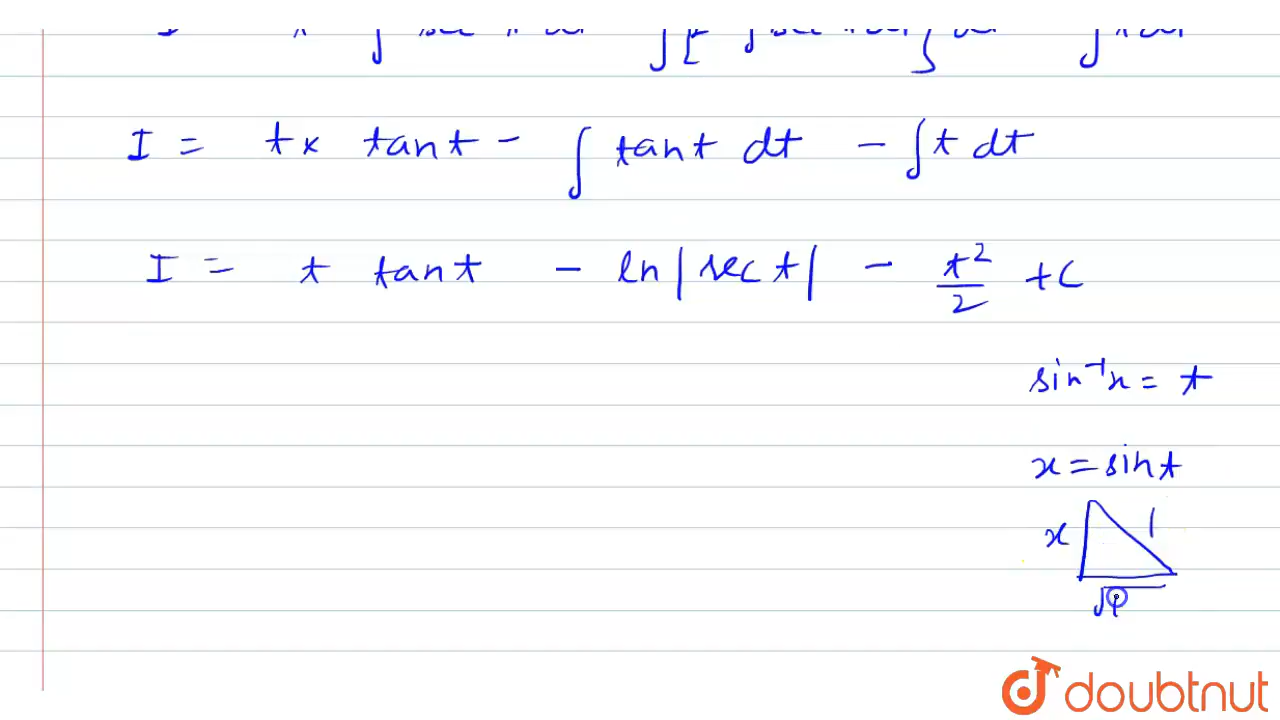 I = t x tan t - ∫ tan t dt - ∫ t dt
I = t tan t - ln |sec t| - t²/2 + C
sin⁻¹x = t
x = sin t
x 1
doubtnut